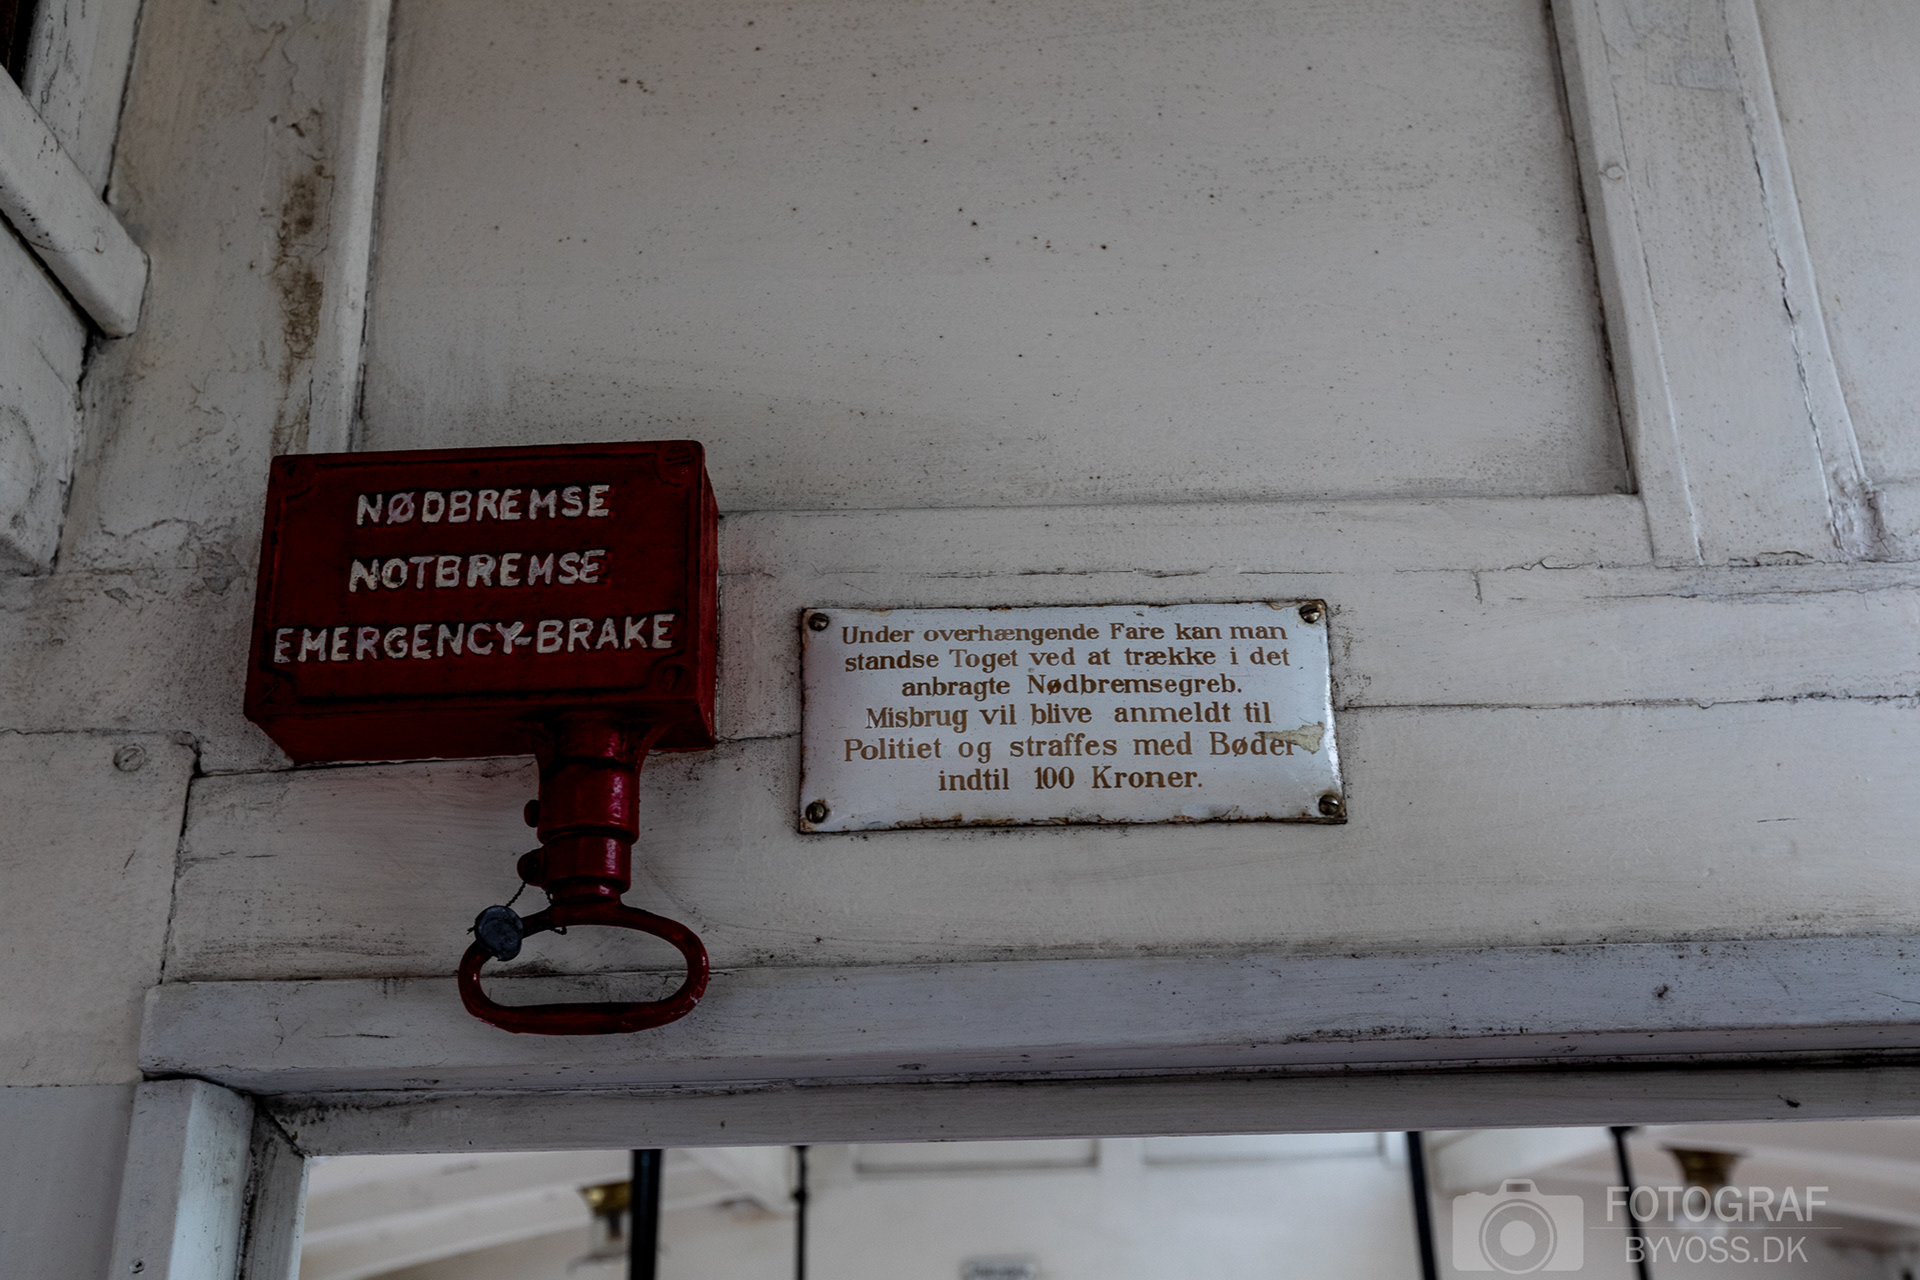 NØDBREMSE
NOTBREMSE
EMERGENCY-BRAKE
Under overhængende Fare kan man
standse Toget ved at trække i det
anbragte Nødbremsegreb.
Misbrug vil blive anmeldt til
Politiet og straffes med Bøder
indtil 100 Kroner.
FOTOGRAF
BYVOSS.DK